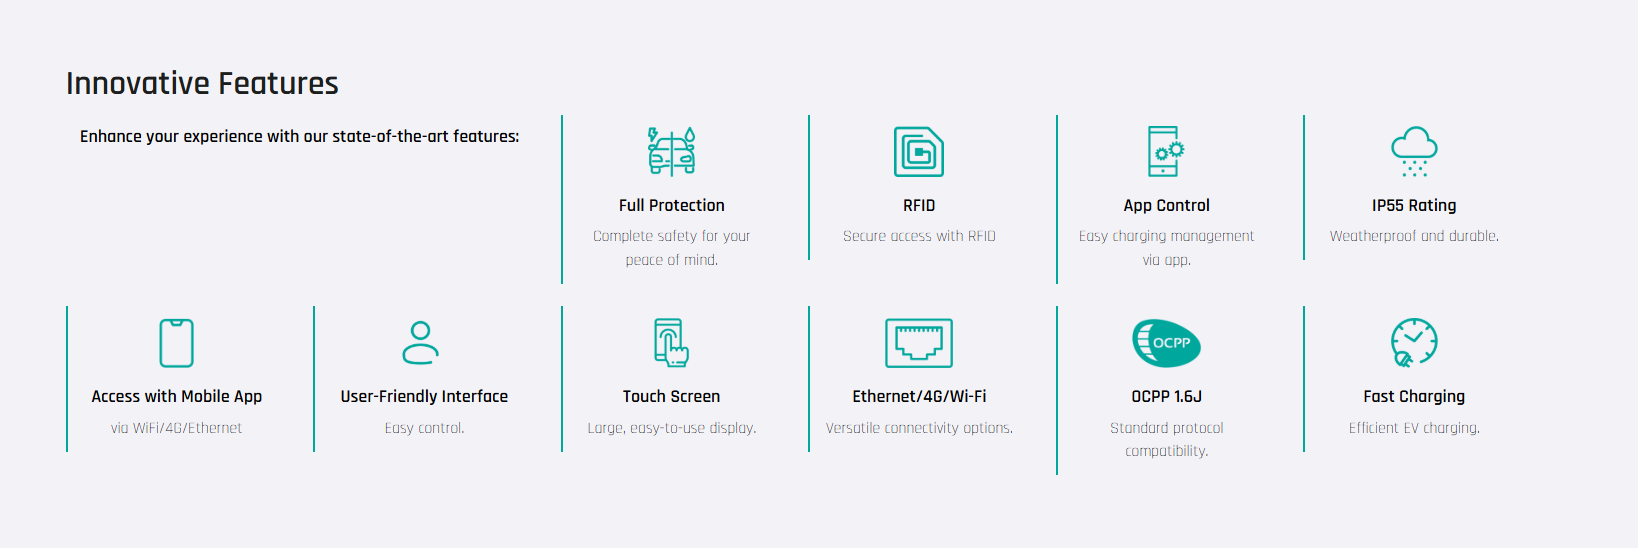 Innovative Features
Enhance your experience with our state-of-the-art features:
Full Protection
Complete safety for your
peace of mind.
RFID
Secure access with RFID
App Control
Easy charging management
via app.
IP55 Rating
Weatherproof and durable.
Access with Mobile App
via WiFi/4G/Ethernet
User-Friendly Interface
Easy control.
Touch Screen
Large, easy-to-use display.
Ethernet/4G/Wi-Fi
Versatile connectivity options.
OCPP
OCPP 1.6J
Standard protocol
compatibility.
Fast Charging
Efficient EV charging.